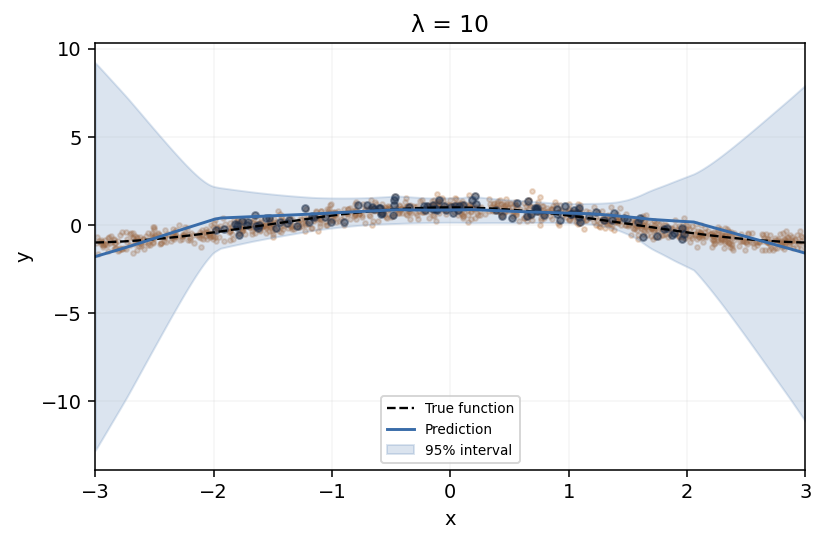 λ = 10
10
5
0
−5
−10
y
−3 −2 −1 0 1 2 3
x
True function
Prediction
95% interval